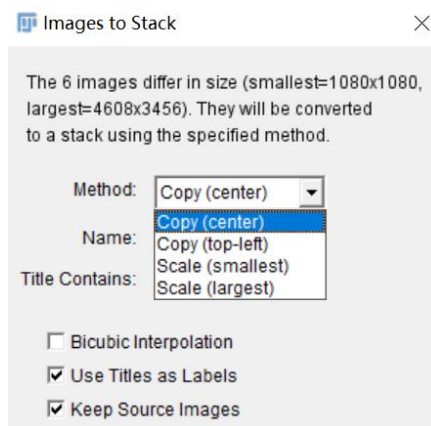 Images to Stack
The 6 images differ in size (smallest=1080x1080,
largest=4608x3456). They will be converted
to a stack using the specified method.
Method: Copy (center)
Copy (center)
Name:
Copy (top-left)
Scale (smallest)
Title Contains:
Scale (largest)
Bicubic Interpolation
Use Titles as Labels
Keep Source Images